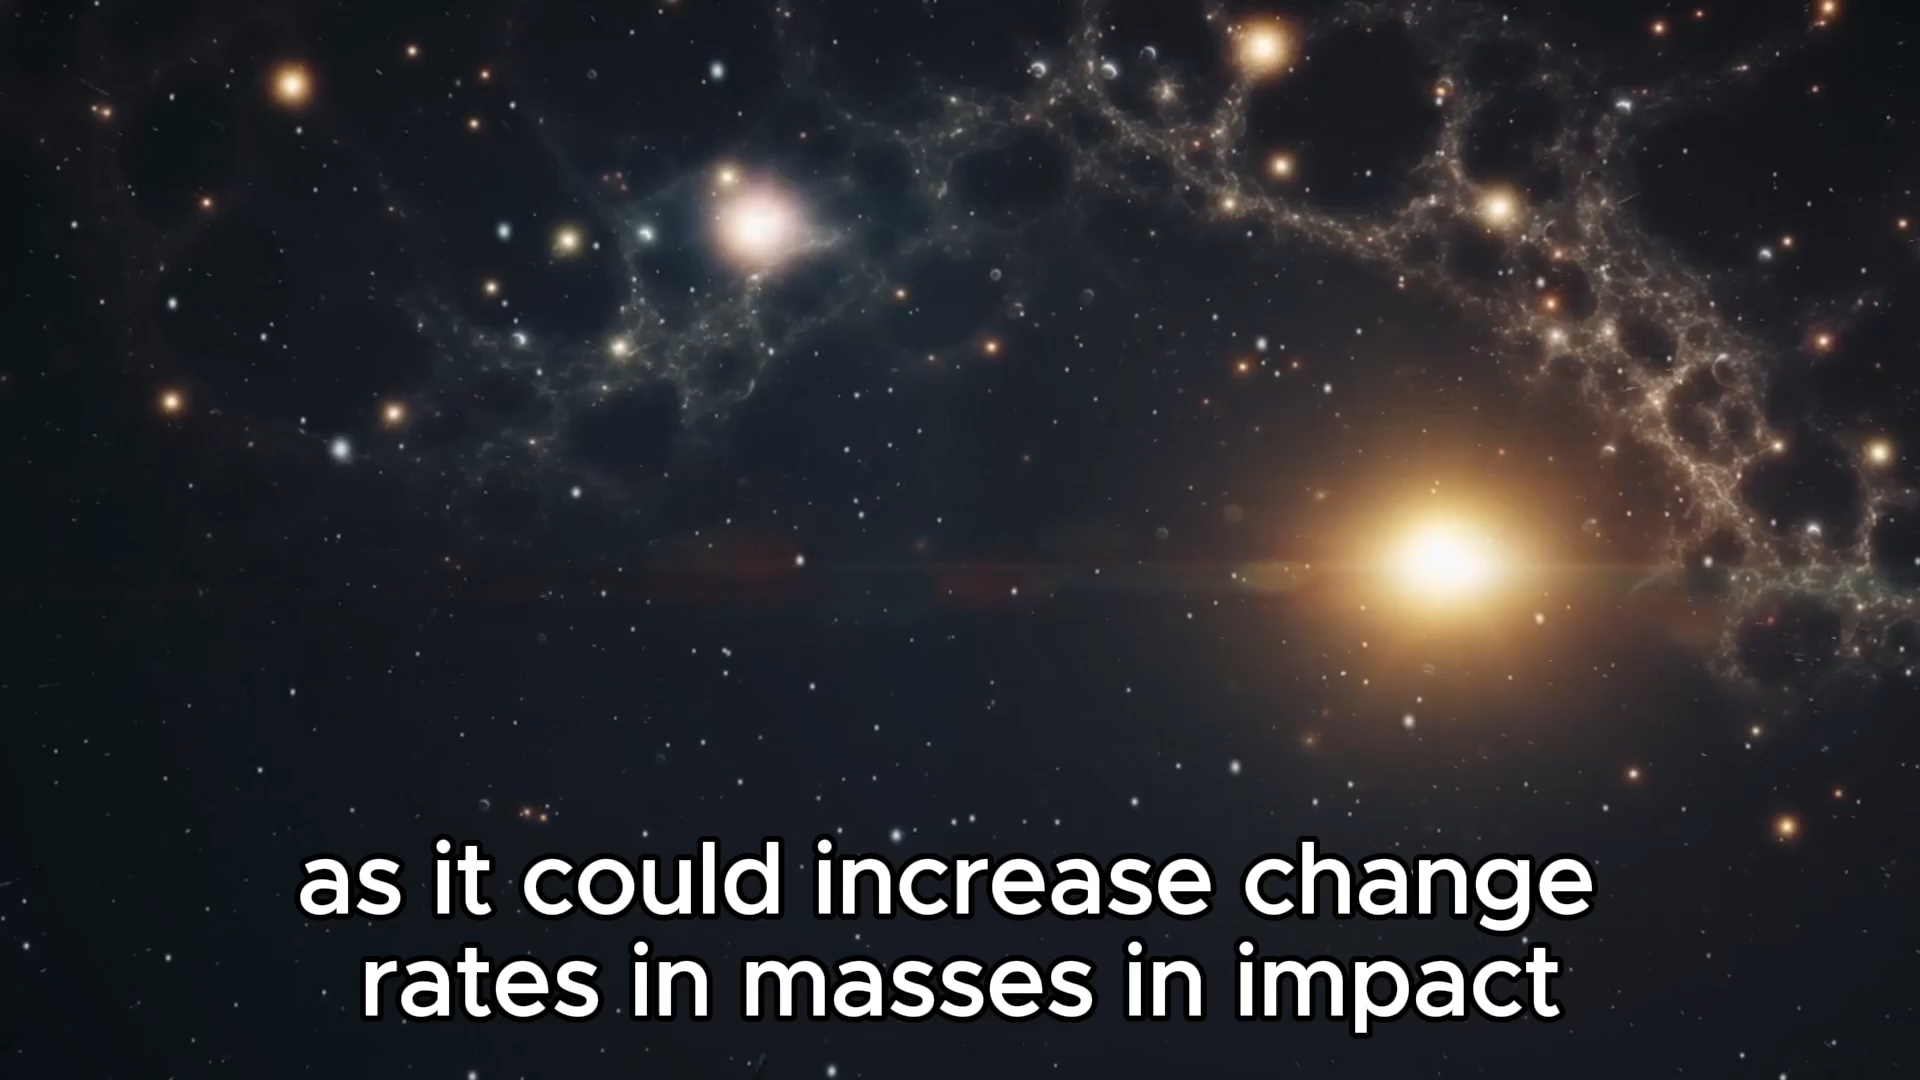 as it could increase change
rates in masses in impact